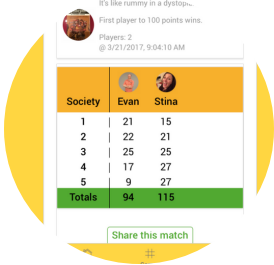 It's like rummy in a
First player to 100 points wins.
Players: 2
@ 3/21/2017, 9:04:10 AM
Society Evan Stina
1 | 21 15
2 | 22 21
3 | 25 25
4 | 17 27
5 | 9 27
Totals 94 115
Share this match
#